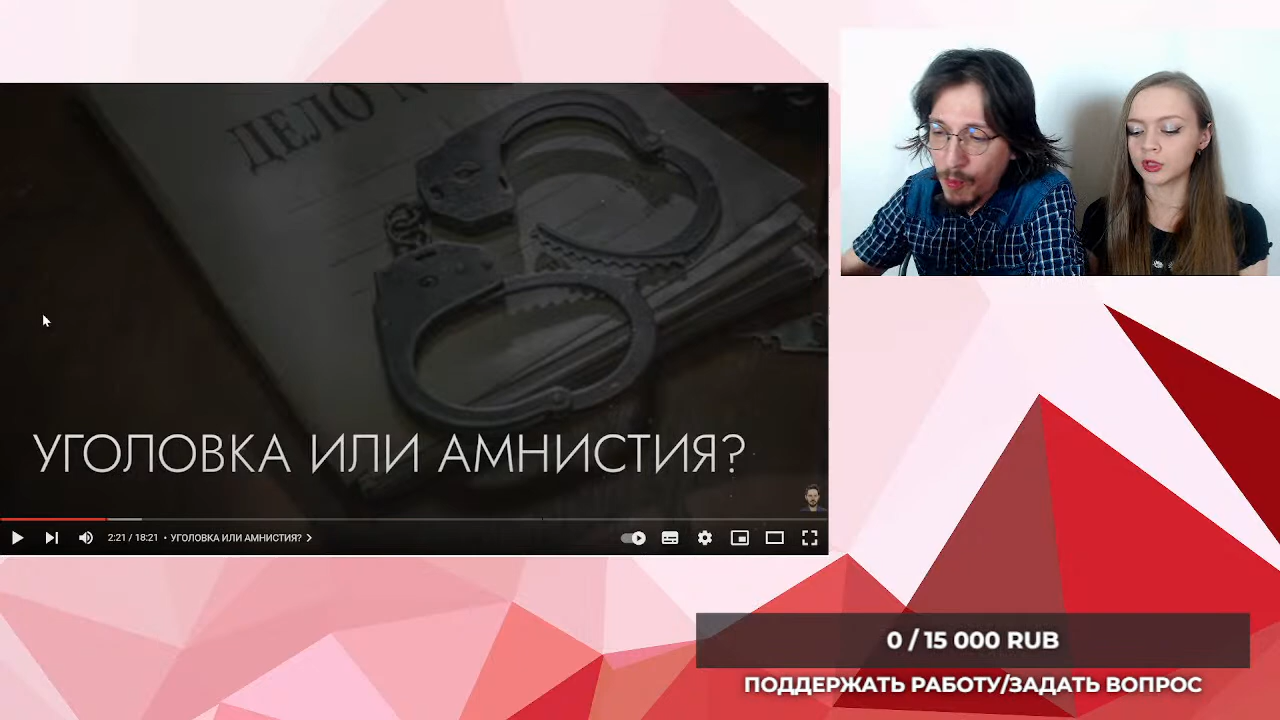 ДЕЛО №
УГОЛОВКА ИЛИ АМНИСТИЯ?
2:21 / 18:21 • УГОЛОВКА ИЛИ АМНИСТИЯ?
0 / 15 000 RUB
ПОДДЕРЖАТЬ РАБОТУ/ЗАДАТЬ ВОПРОС